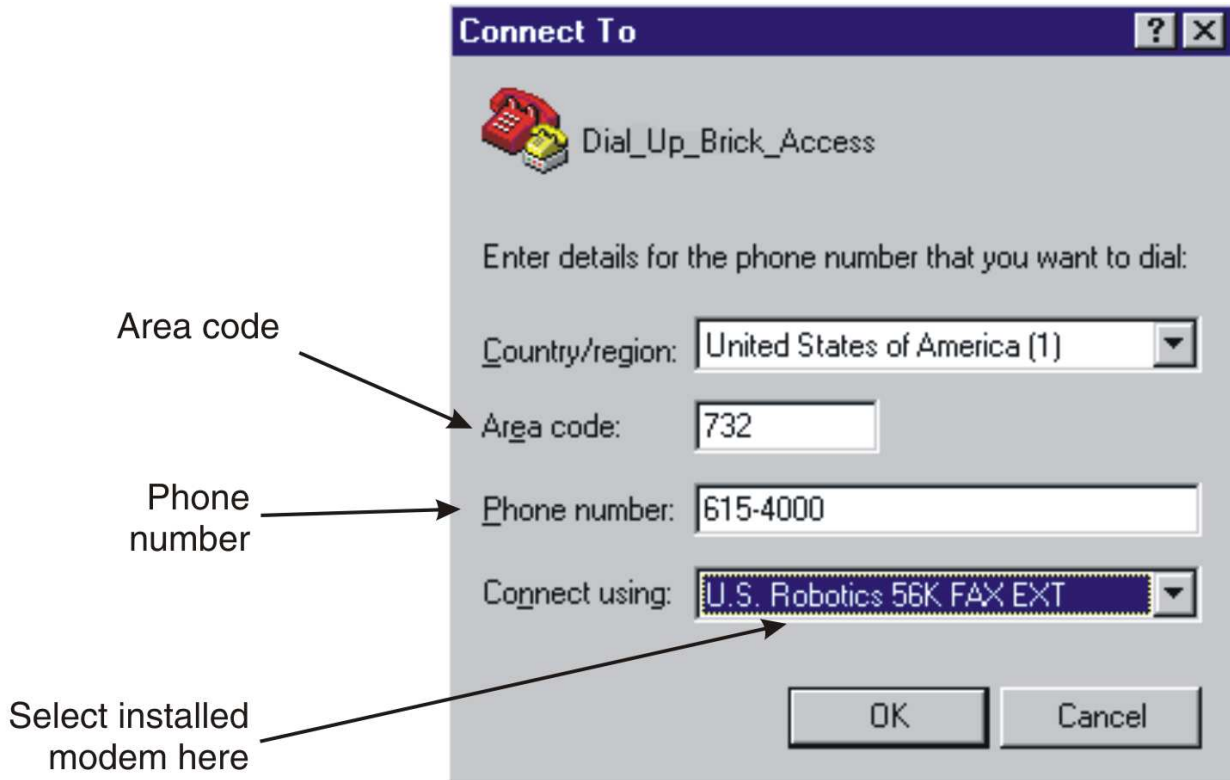 Connect To
Dial_Up_Brick_Access
Enter details for the phone number that you want to dial:
Area code
Country/region: United States of America (1)
Area code: 732
Phone
number
Phone number: 615-4000
Connect using: U.S. Robotics 56K FAX EXT
Select installed
modem here
OK Cancel